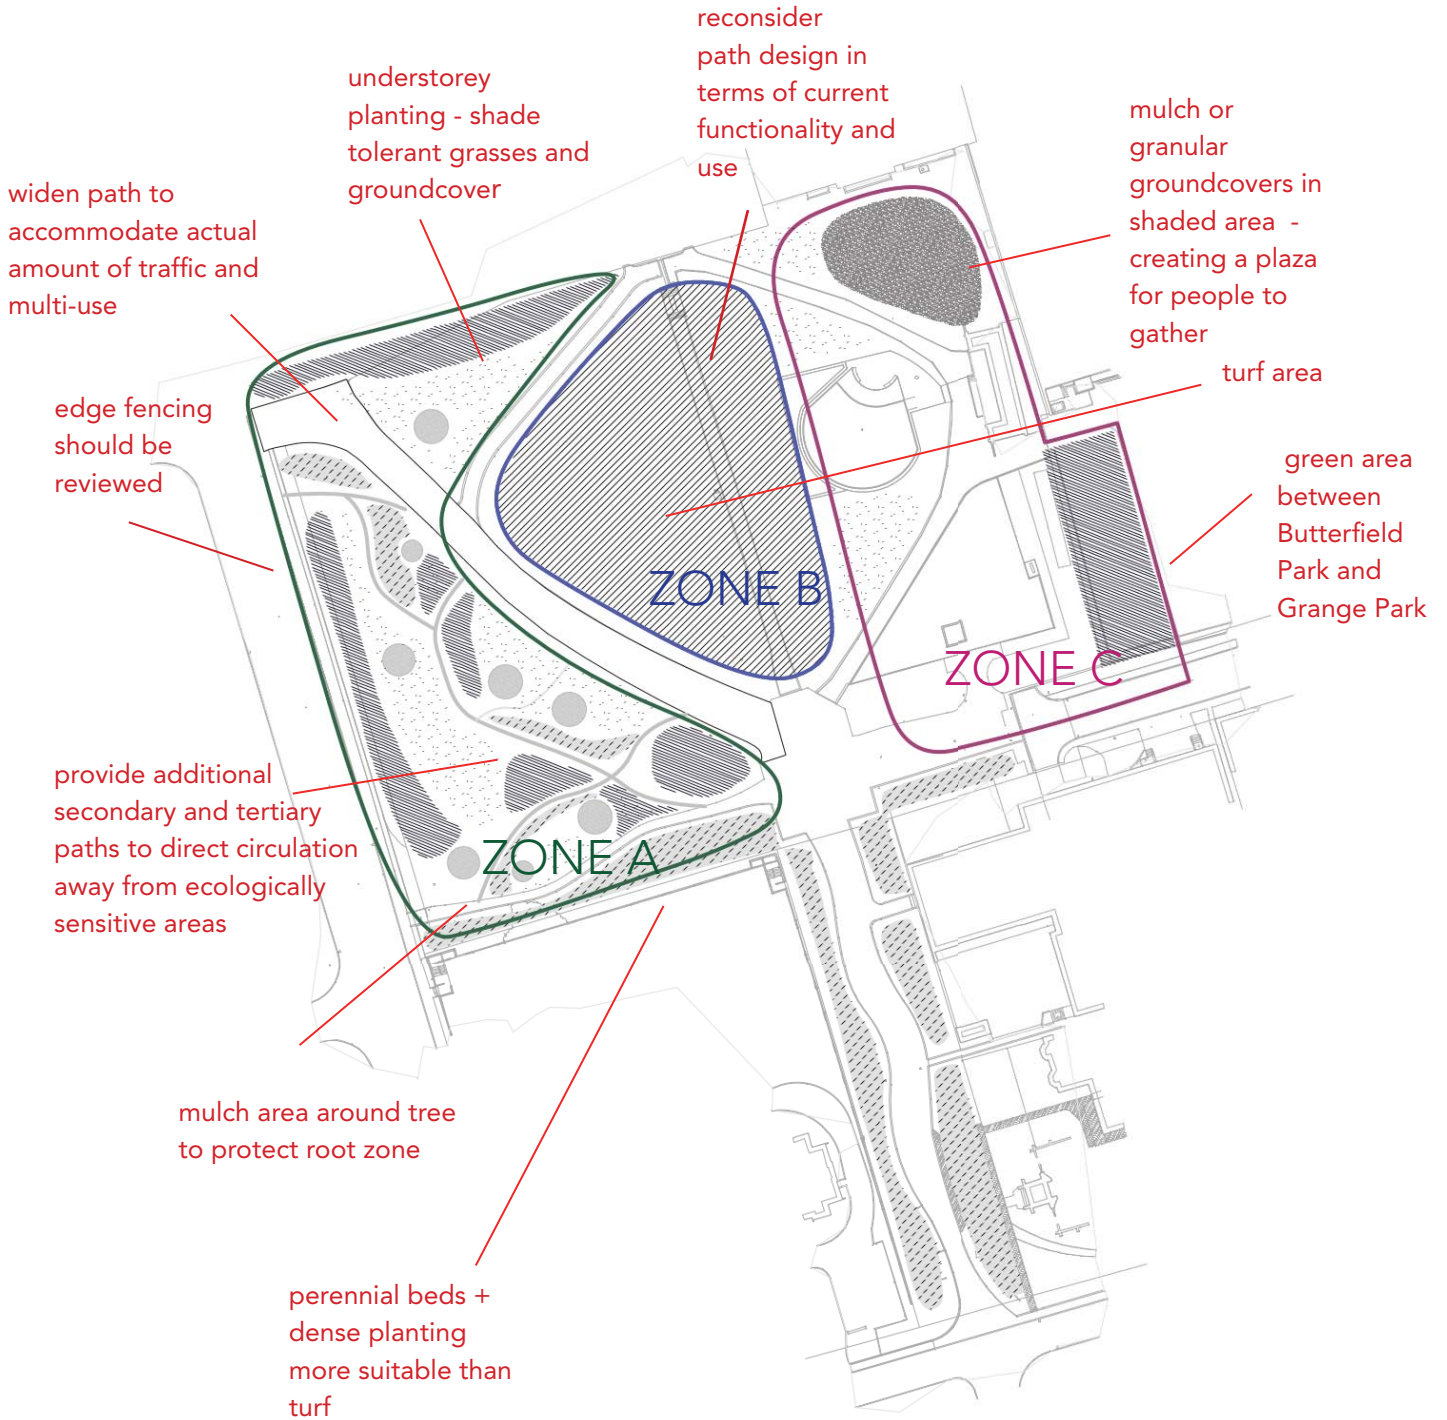 reconsider
path design in
terms of current
functionality and
use
understorey
planting - shade
tolerant grasses and
groundcover
mulch or
granular
groundcovers in
shaded area -
creating a plaza
for people to
gather
widen path to
accommodate actual
amount of traffic and
multi-use
turf area
edge fencing
should be
reviewed
green area
between
Butterfield
Park and
Grange Park
ZONE B
ZONE C
provide additional
secondary and tertiary
paths to direct circulation
away from ecologically
sensitive areas
ZONE A
mulch area around tree
to protect root zone
perennial beds +
dense planting
more suitable than
turf